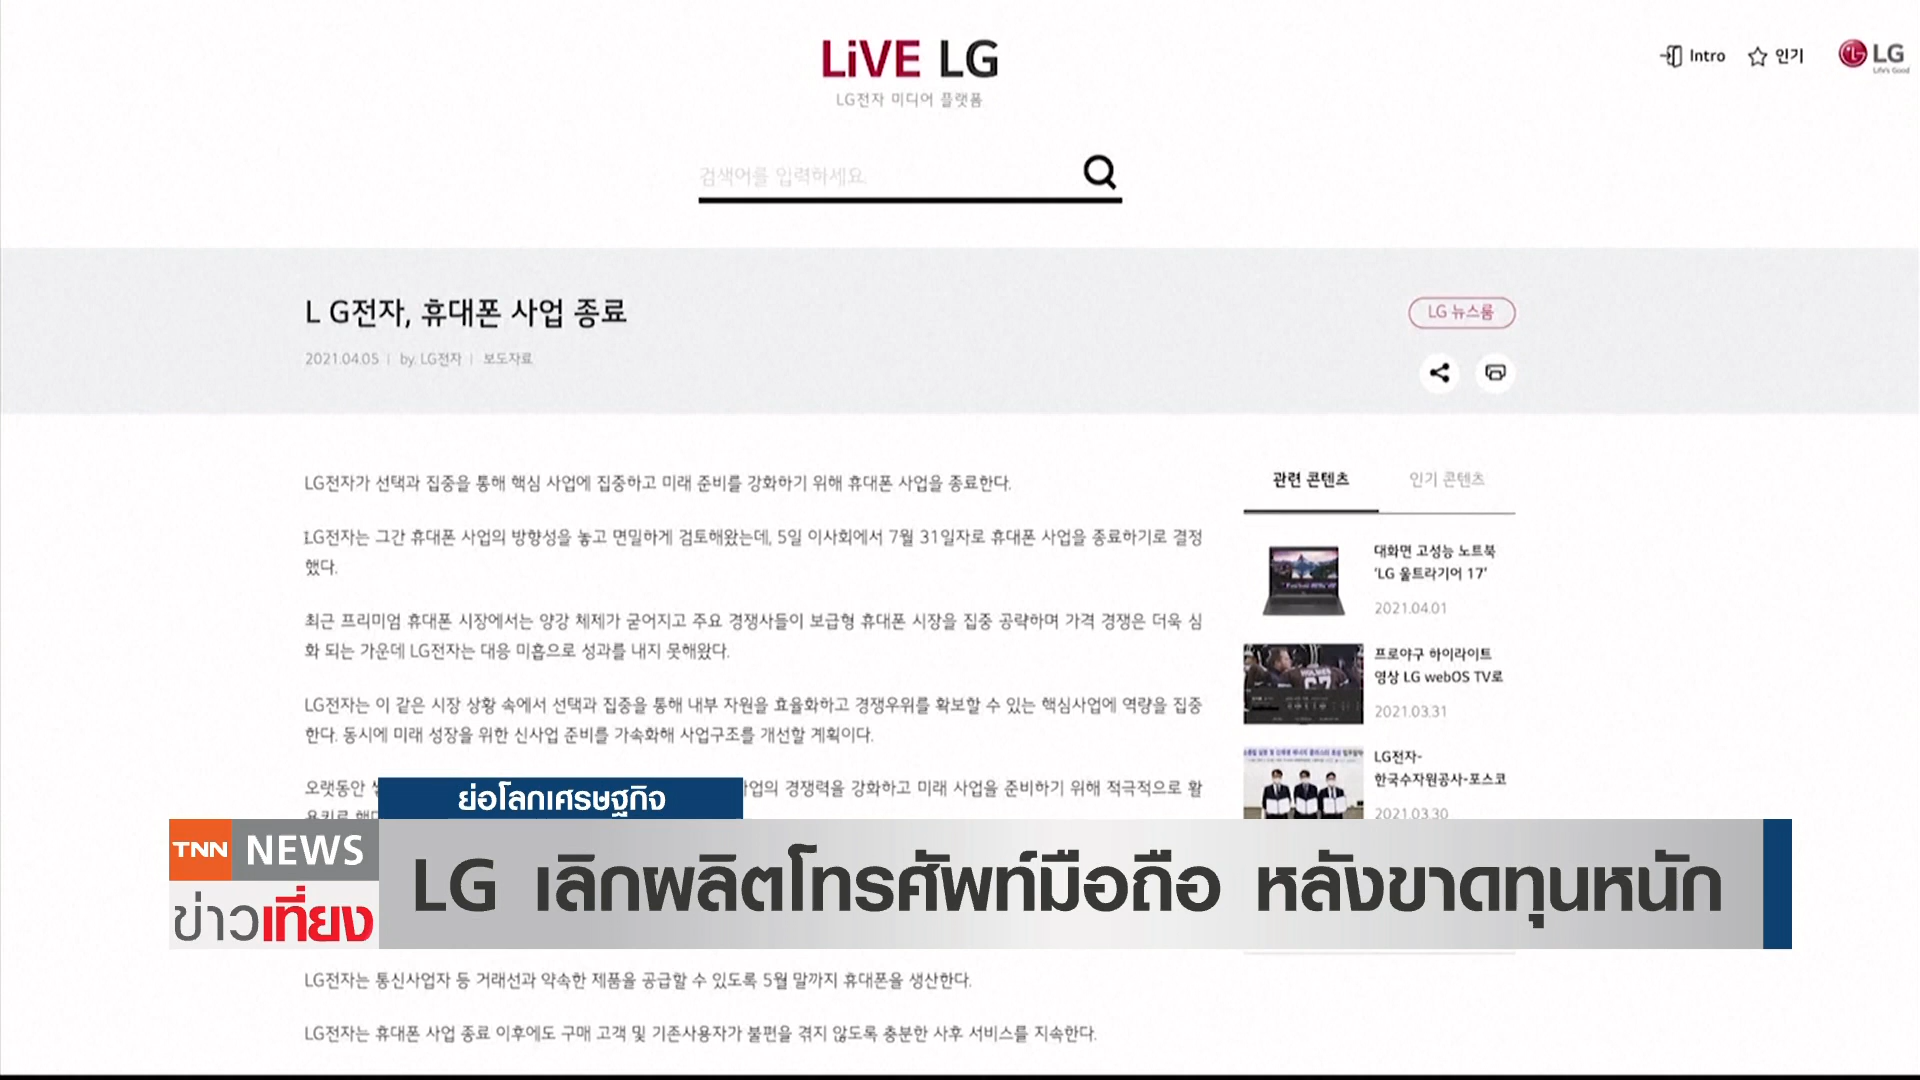 LiVE LG
LG전자 미디어 플랫폼
Intro
인기
LG
Life's Good
검색어를 입력하세요
L G전자, 휴대폰 사업 종료
2021.04.05 | by. LG전자 | 보도자료
LG 뉴스룸
LG전자가 선택과 집중을 통해 핵심 사업에 집중하고 미래 준비를 강화하기 위해 휴대폰 사업을 종료한다.
LG전자는 그간 휴대폰 사업의 방향성을 놓고 면밀하게 검토해왔는데, 5일 이사회에서 7월 31일자로 휴대폰 사업을 종료하기로 결정
했다.
최근 프리미엄 휴대폰 시장에서는 양강 체제가 굳어지고 주요 경쟁사들이 보급형 휴대폰 시장을 집중 공략하며 가격 경쟁은 더욱 심
화 되는 가운데 LG전자는 대응 미흡으로 성과를 내지 못해왔다.
LG전자는 이 같은 시장 상황 속에서 선택과 집중을 통해 내부 자원을 효율화하고 경쟁우위를 확보할 수 있는 핵심사업에 역량을 집중
한다. 동시에 미래 성장을 위한 신사업 준비를 가속화해 사업구조를 개선할 계획이다.
오랫동안 사업의 경쟁력을 강화하고 미래 사업을 준비하기 위해 적극적으로 활
관련 콘텐츠
인기 콘텐츠
대화면 고성능 노트북
‘LG 울트라기어 17’
2021.04.01
프로야구 하이라이트
영상 LG webOS TV로
2021.03.31
LG전자-
한국수자원공사-포스코
2021.03.30
ย่อโลกเศรษฐกิจ
TNN NEWS
ข่าวเที่ยง
LG เลิกผลิตโทรศัพท์มือถือ หลังขาดทุนหนัก
LG전자는 통신사업자 등 거래선과 약속한 제품을 공급할 수 있도록 5월 말까지 휴대폰을 생산한다.
LG전자는 휴대폰 사업 종료 이후에도 구매 고객 및 기존사용자가 불편을 겪지 않도록 충분한 사후 서비스를 지속한다.